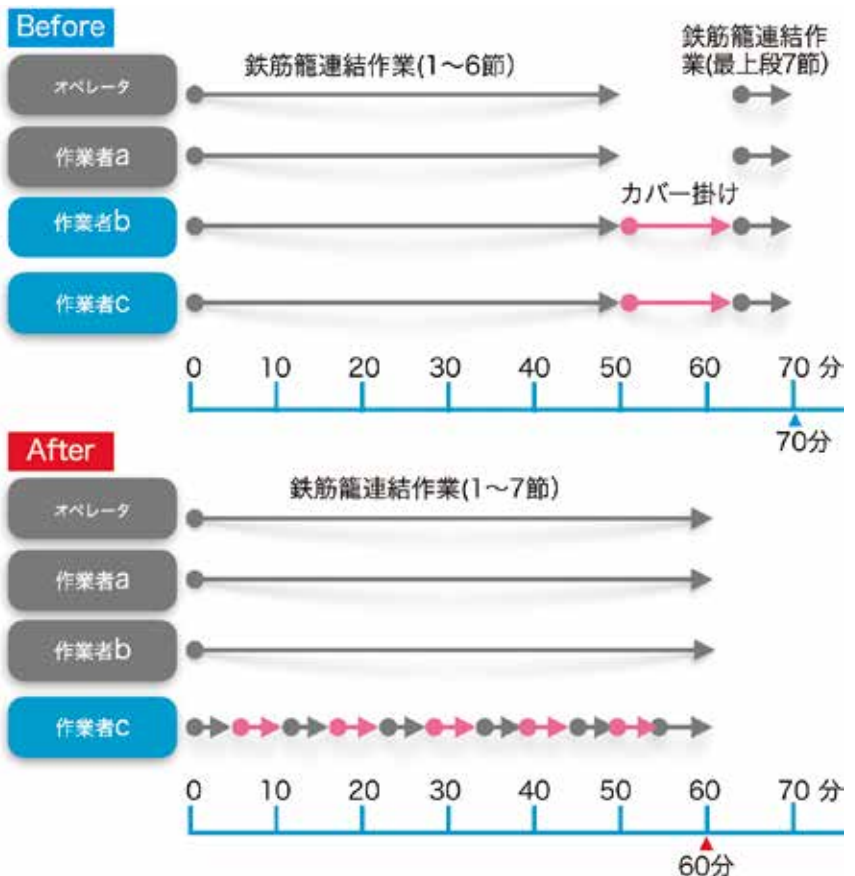 Before
鉄筋籠連結作業(1〜6節)
鉄筋籠連結作
業(最上段7節)
オペレータ
作業者a
カバー掛け
作業者b
作業者c
0 10 20 30 40 50 60 70 分
70分
After
鉄筋籠連結作業(1〜7節)
オペレータ
作業者a
作業者b
作業者c
0 10 20 30 40 50 60 70 分
60分